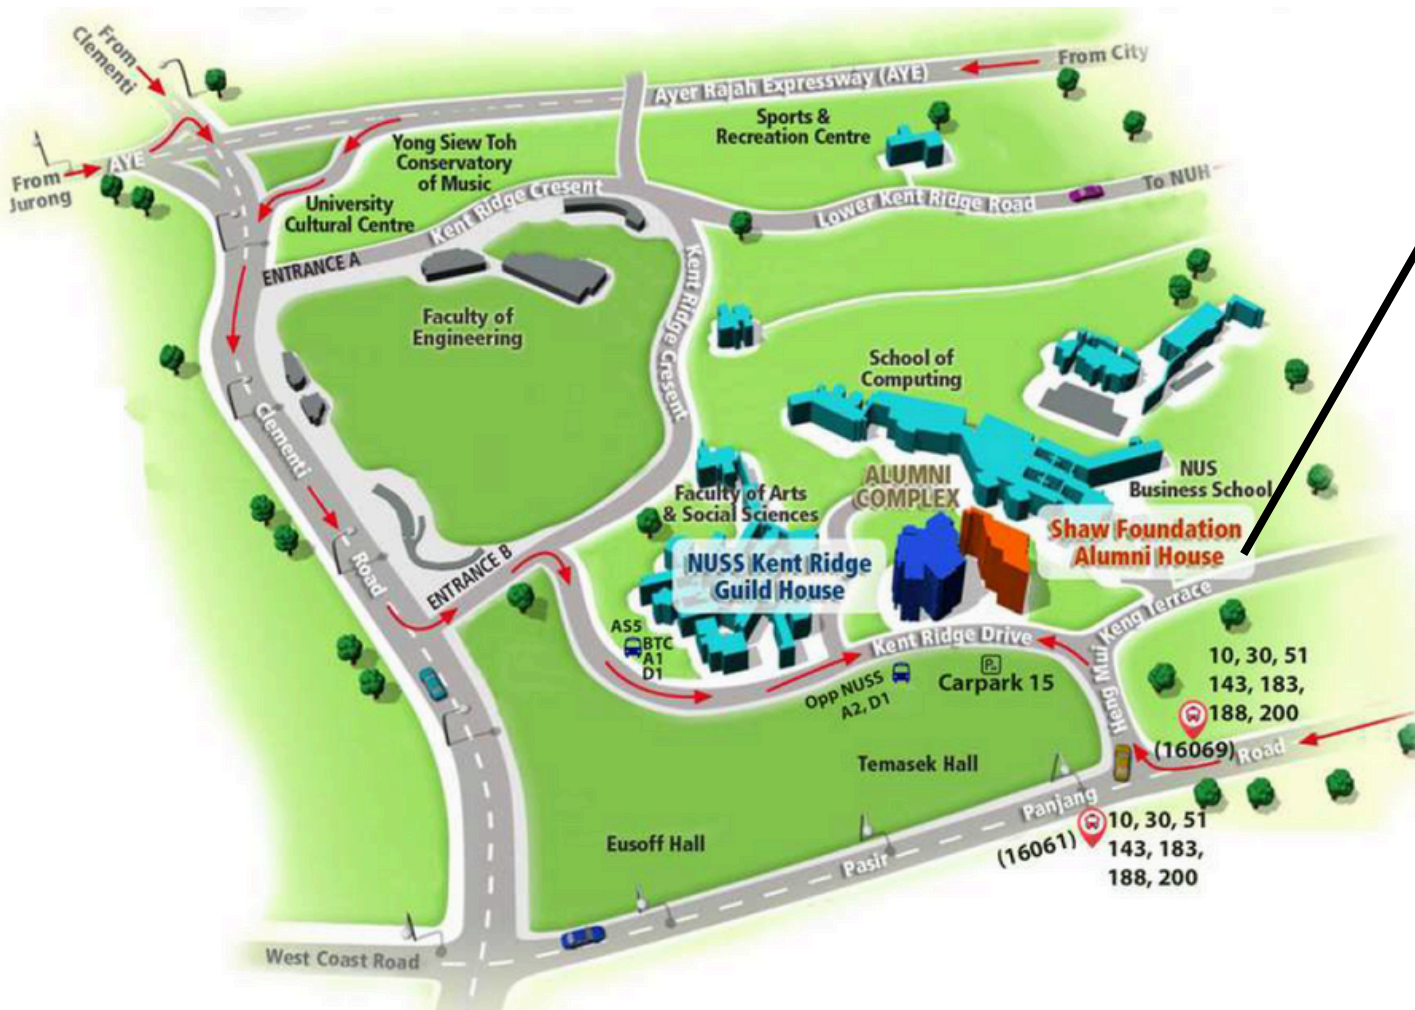 From
Clementi
From City
Ayer Rajah Expressway (AYE)
Sports &
Recreation Centre
AYE
From
Jurong
Yong Siew Toh
Conservatory
of Music
University
Cultural Centre
Kent Ridge Cresent
To NUH
Lower Kent Ridge Road
ENTRANCE A
Kent Ridge Cresent
Faculty of
Engineering
School of
Computing
Clementi
Road
NUS
Business School
ALUMNI
COMPLEX
Faculty of Arts
& Social Sciences
Shaw Foundation
Alumni House
NUSS Kent Ridge
Guild House
ENTRANCE B
AS5
BTC
A1
D1
Kent Ridge Drive
Heng Mui Keng Terrace
Opp NUSS
A2, D1
P
Carpark 15
10, 30, 51
143, 183,
188, 200
(16069)
Temasek Hall
Pasir Panjang Road
(16061)
10, 30, 51
143, 183,
188, 200
Eusoff Hall
West Coast Road